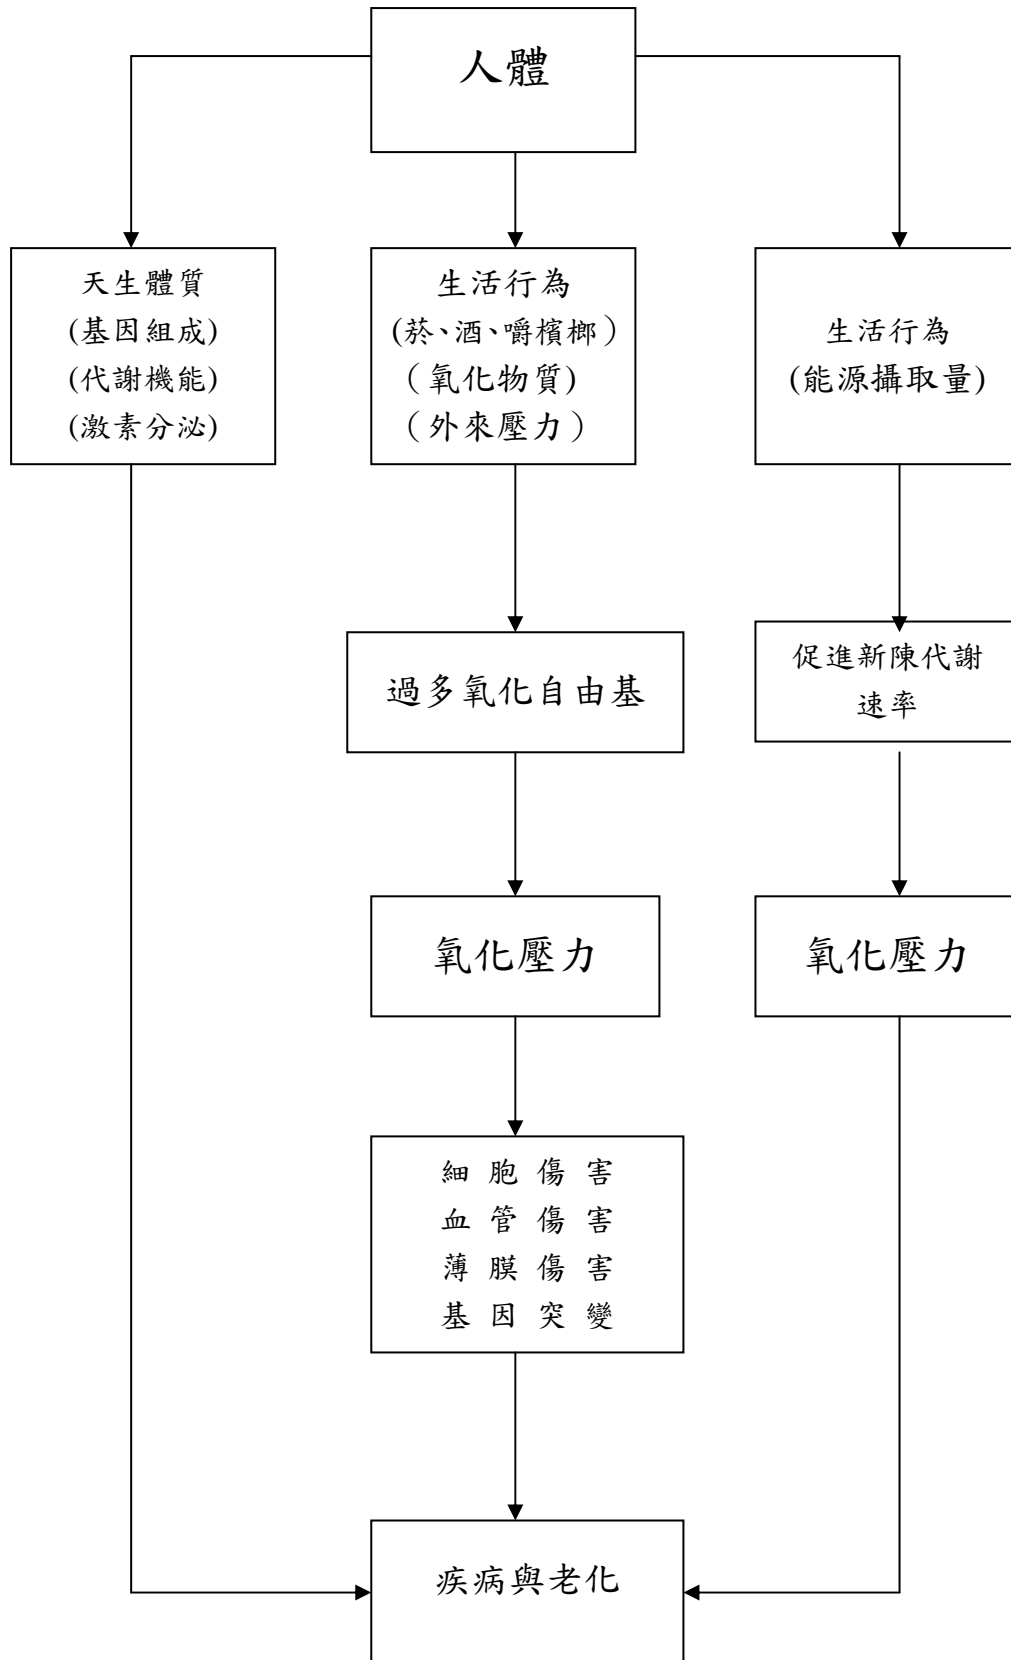 人體
天生體質
(基因組成)
(代謝機能)
(激素分泌)
生活行為
(菸、酒、嚼檳榔）
（氧化物質)
（外來壓力）
生活行為
(能源攝取量)
過多氧化自由基
促進新陳代謝
速率
氧化壓力
氧化壓力
細 胞 傷 害
血 管 傷 害
薄 膜 傷 害
基 因 突 變
疾病與老化